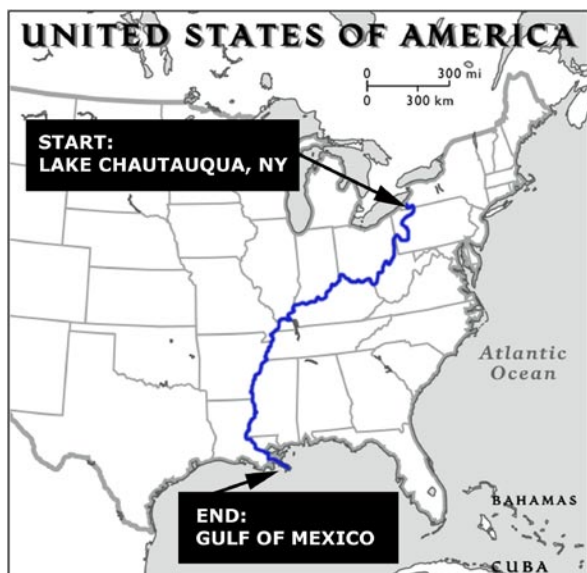 UNITED STATES OF AMERICA
0 300 mi
0 300 km
START:
LAKE CHAUTAUQUA, NY
Atlantic
Ocean
END:
GULF OF MEXICO
BAHAMAS
CUBA